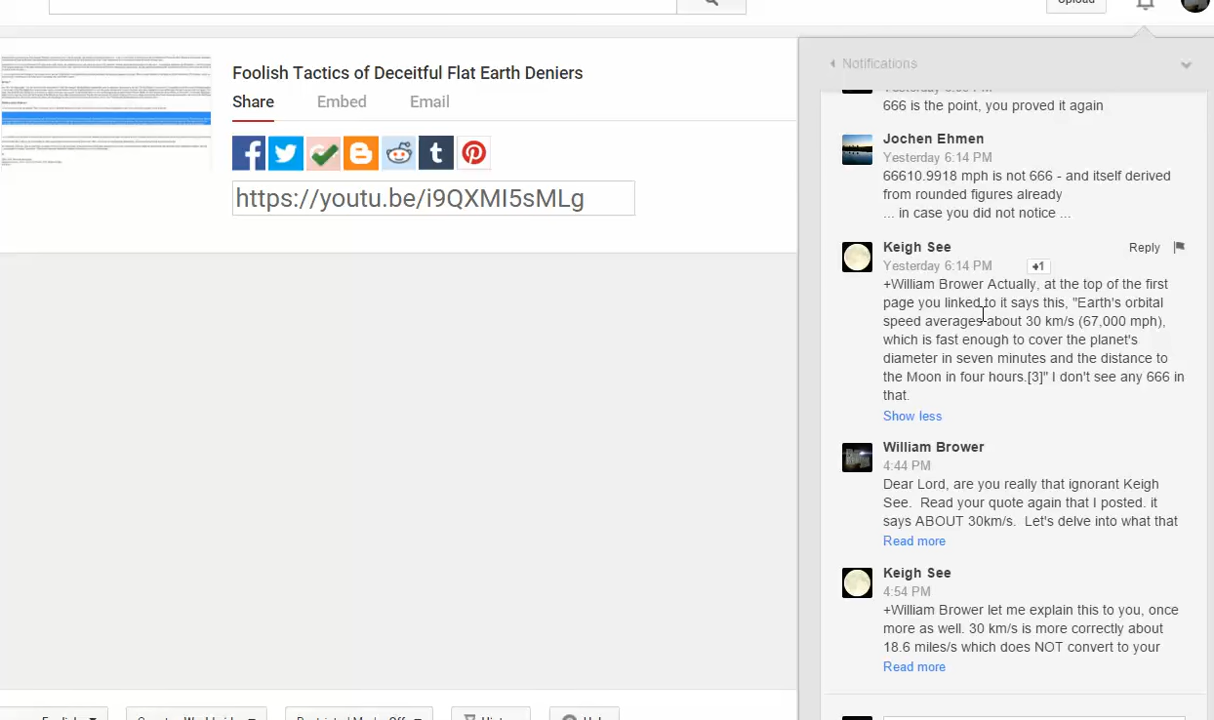 Upload
Foolish Tactics of Deceitful Flat Earth Deniers
Share
Embed
Email
https://youtu.be/i9QXMI5sMLg
Notifications
666 is the point, you proved it again
Jochen Ehmen
Yesterday 6:14 PM
66610.9918 mph is not 666 - and itself derived
from rounded figures already
... in case you did not notice ...
Keigh See
Reply
Yesterday 6:14 PM
+1
+William Brower Actually, at the top of the first
page you linked to it says this, "Earth's orbital
speed averages about 30 km/s (67,000 mph),
which is fast enough to cover the planet's
diameter in seven minutes and the distance to
the Moon in four hours.[3]" I don't see any 666 in
that.
Show less
William Brower
4:44 PM
Dear Lord, are you really that ignorant Keigh
See.  Read your quote again that I posted. it
says ABOUT 30km/s.  Let's delve into what that
Read more
Keigh See
4:54 PM
+William Brower let me explain this to you, once
more as well. 30 km/s is more correctly about
18.6 miles/s which does NOT convert to your
Read more